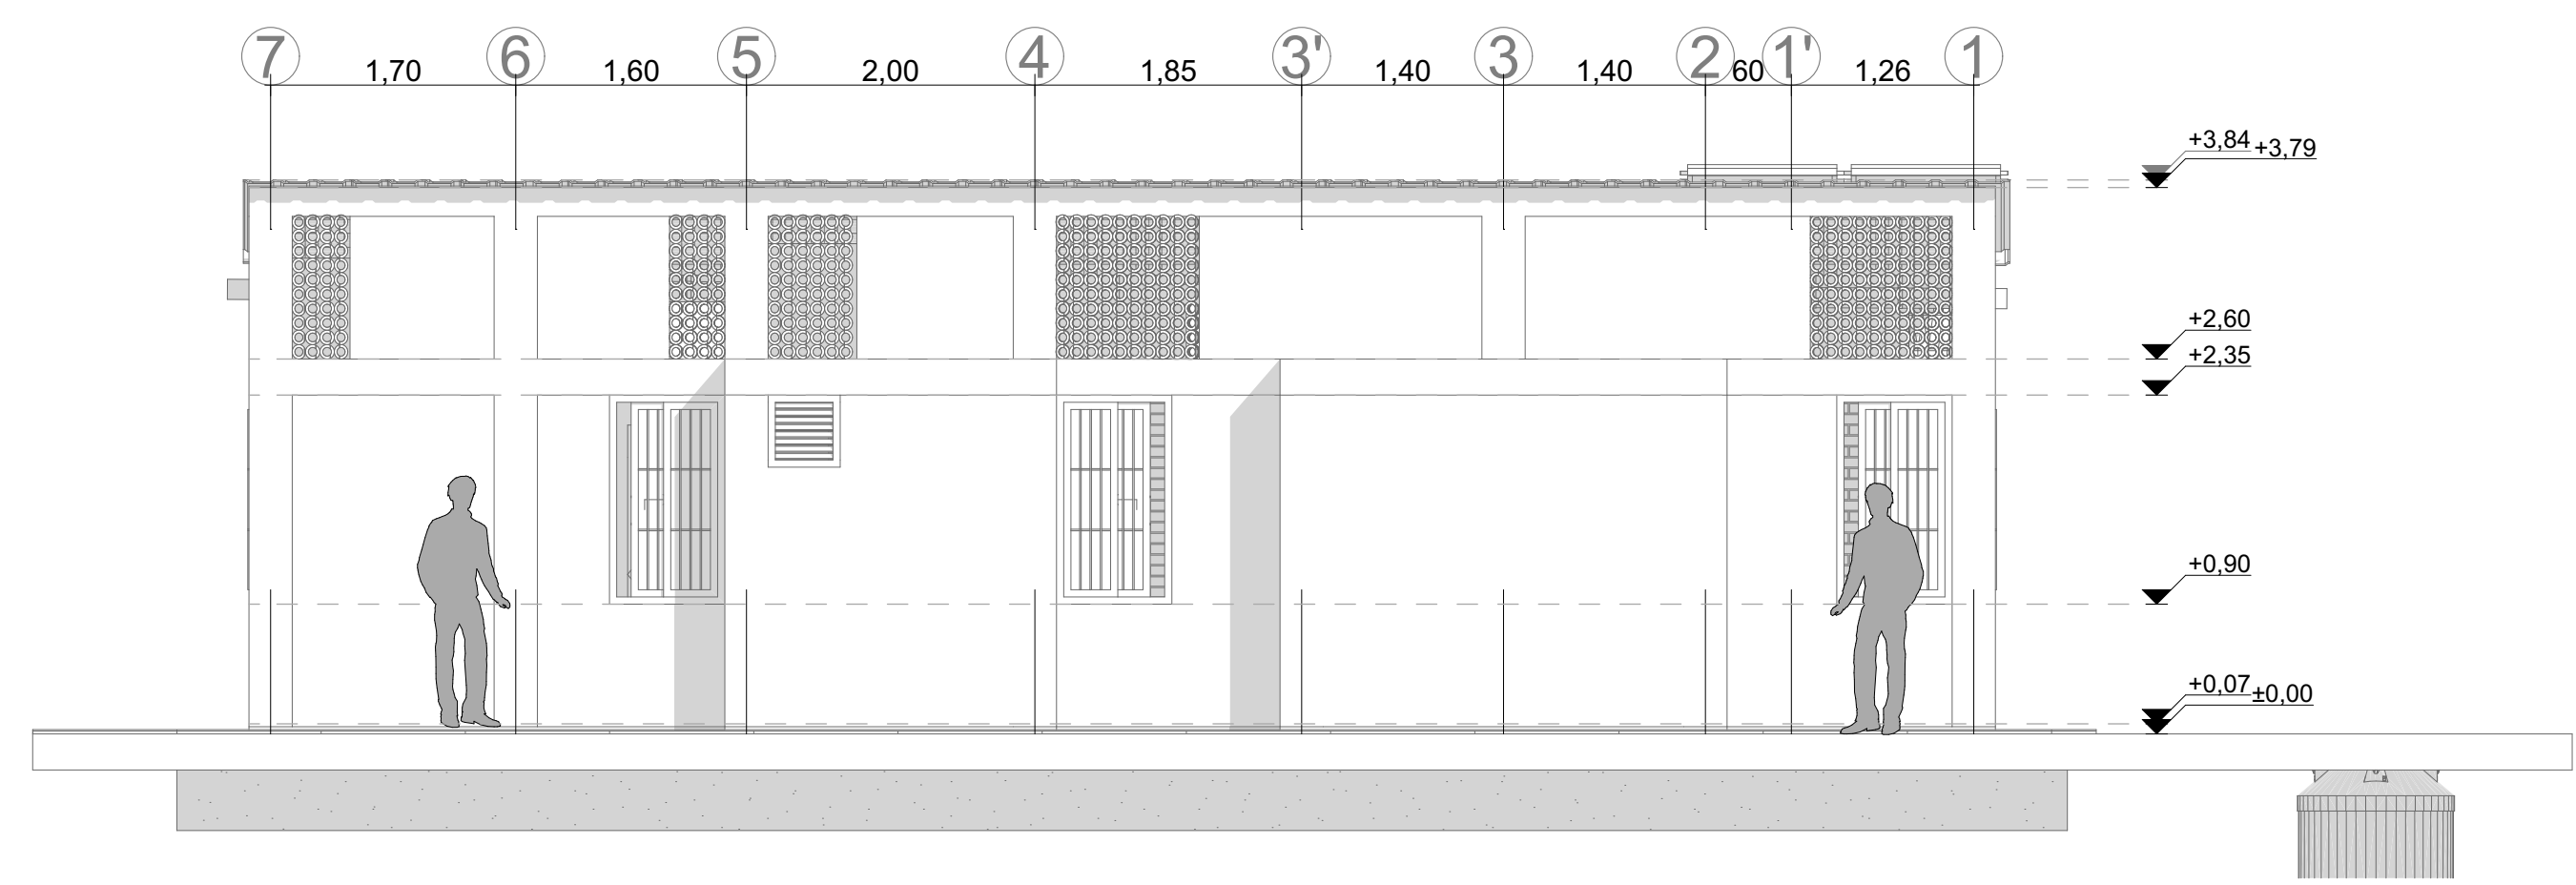 7 6 5 4 3' 3 2 1' 1
1,70 1,60 2,00 1,85 1,40 1,40 60 1,26
+3,84 +3,79
+2,60
+2,35
+0,90
+0,07 ±0,00